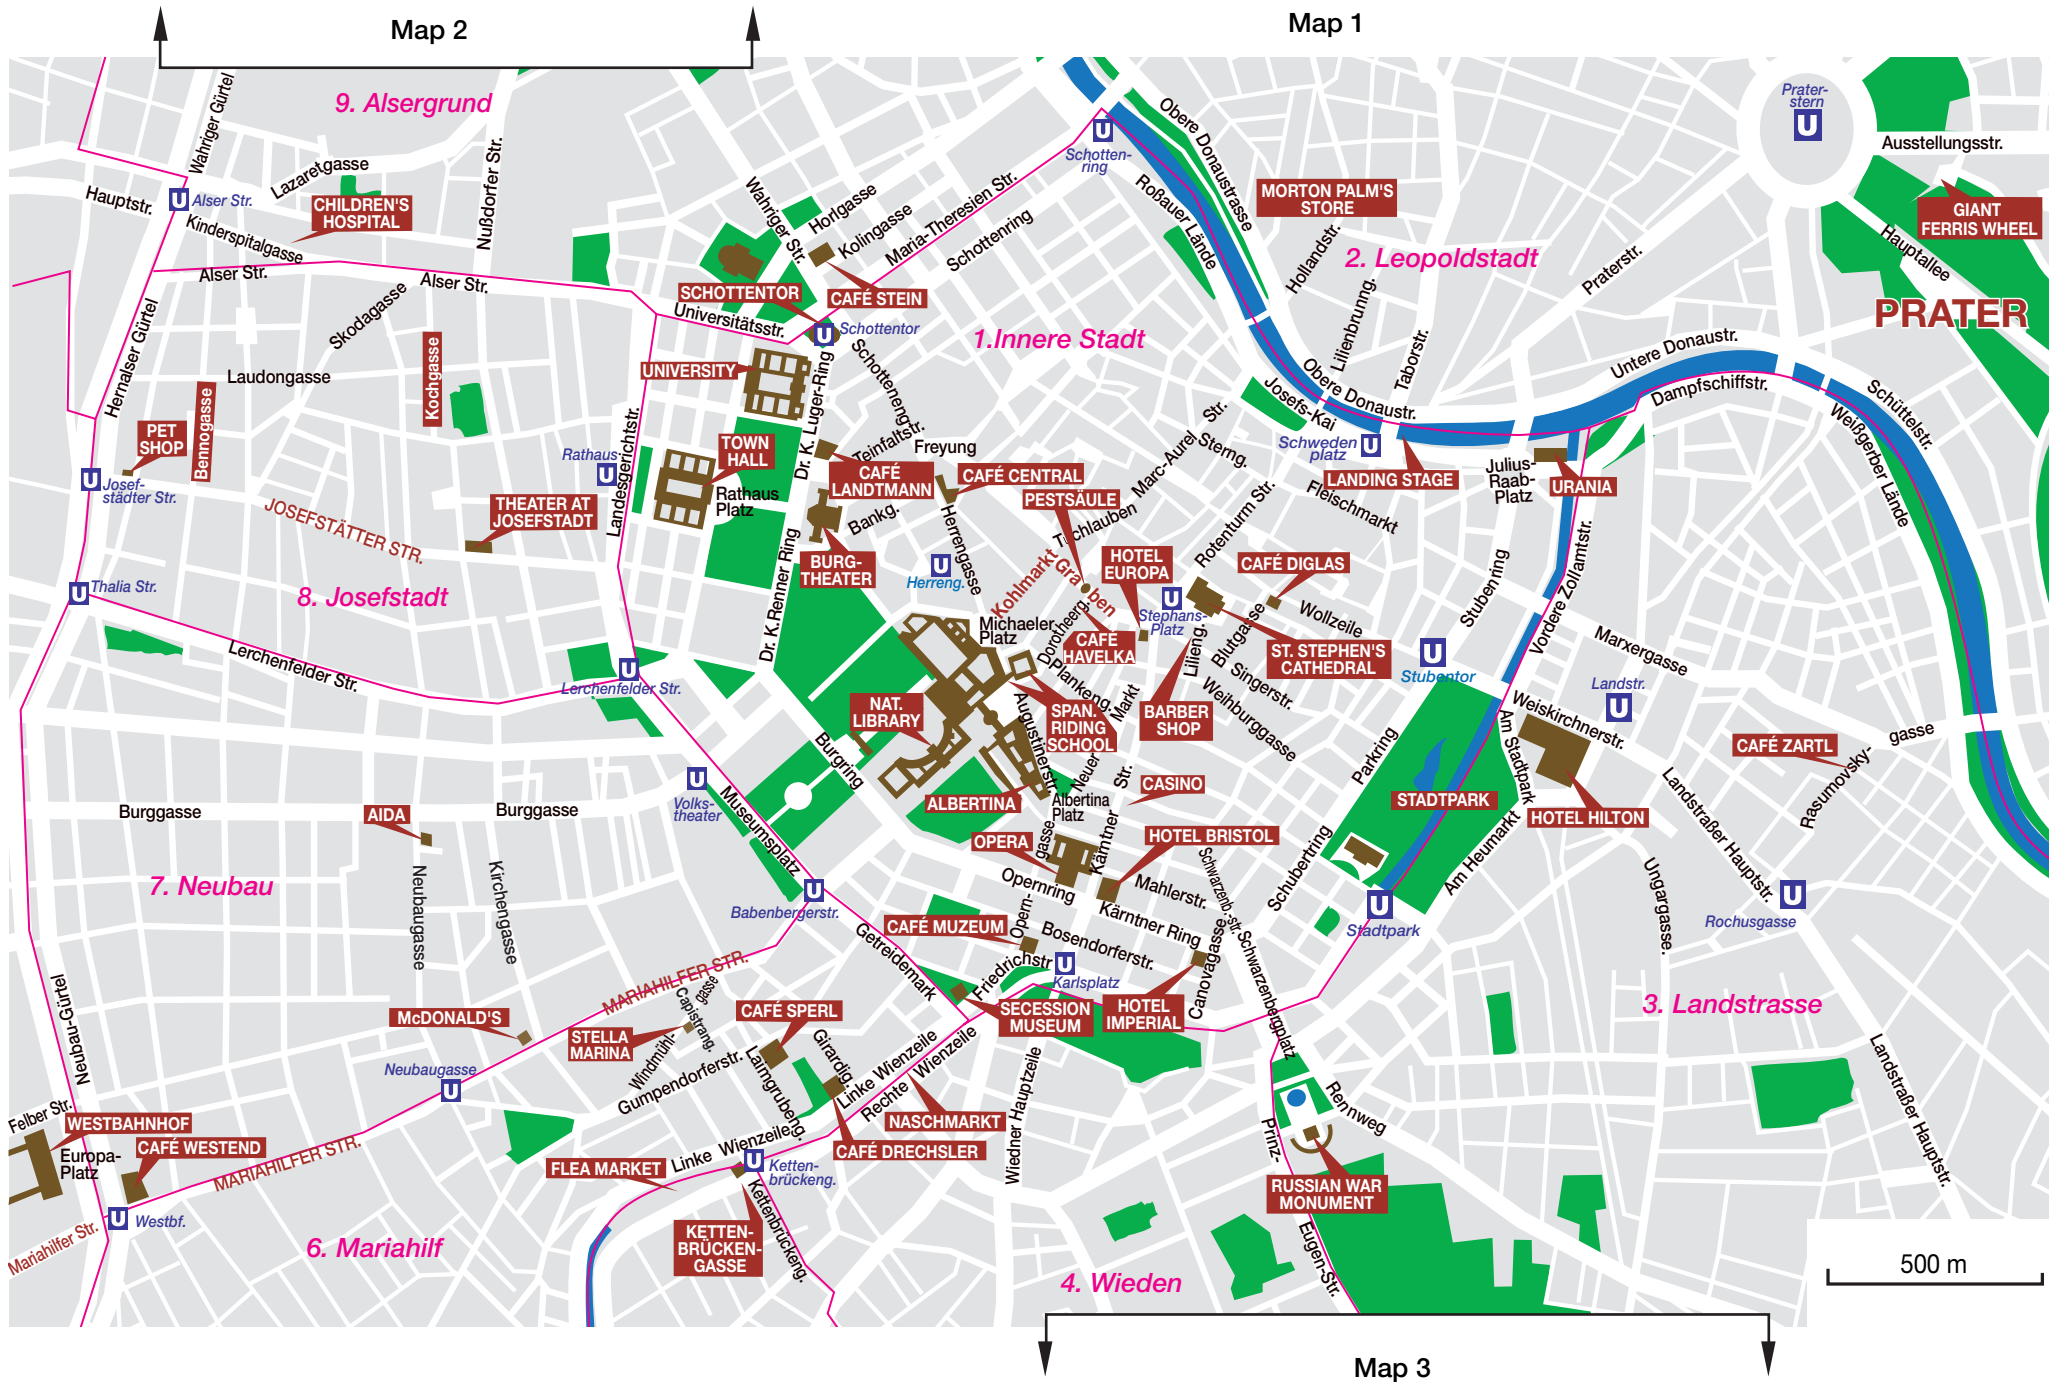 Map 2
Map 1
9. Alsergrund
Wahriger Gürtel
Lazaretgasse
Nußdorfer Str.
Hauptstr.
Alser Str.
CHILDREN'S
HOSPITAL
Kinderspitalgasse
Alser Str.
Alser Str.
Wahriger Str.
Horlgasse
Kolingasse
Maria-Theresien Str.
Schottenring
SCHOTTENTOR
CAFÉ STEIN
Universitätsstr.
Schottentor
U
Schotten-
ring
Obere Donaustrasse
Roßauer Lände
MORTON PALM'S
STORE
Hollandstr.
2. Leopoldstadt
Lilienbrunng.
Taborstr.
Praterstr.
Prater-
stern
U
Ausstellungsstr.
GIANT
FERRIS WHEEL
Hauptallee
PRATER
Hernalser Gürtel
Skodagasse
Kochgasse
Laudongasse
Bennogasse
PET
SHOP
Josef-
städter Str.
JOSEFSTÄTTER STR.
THEATER AT
JOSEFSTADT
Rathaus
Landesgerichtstr.
UNIVERSITY
TOWN
HALL
Rathaus
Platz
Dr. K. Luger-Ring
Schotteneng.
Teinfaltstr.
Freyung
CAFÉ
LANDTMANN
CAFÉ CENTRAL
PESTSÄULE
1.Innere Stadt
Bankg.
BURG-
THEATER
Dr. K.Renner Ring
Herrengasse
Herreng.
Tuchlauben
Marc-Aurel
Str.
Sterng.
Rotenturm Str.
Josefs-Kai
Obere Donaustr.
Schweden
platz
Fleischmarkt
LANDING STAGE
Julius-
Raab-
Platz
URANIA
Untere Donaustr.
Dampfschiffstr.
Schüttelstr.
Weißgerber Lände
Thalia Str.
8. Josefstadt
Lerchenfelder Str.
Lerchenfelder Str.
Kohlmarkt
Gra
ben
HOTEL
EUROPA
CAFÉ DIGLAS
Stephans-
Platz
Wollzeile
Michaeler
Platz
Dorotheerg.
CAFÉ
HAVELKA
Lilieng.
Blutgasse
ST. STEPHEN'S
CATHEDRAL
Singerstr.
Weihburggasse
Plankeng.
Stubenring
Stubentor
Vordere Zollamtstr.
Marxergasse
Landstr.
Weiskirchnerstr.
NAT.
LIBRARY
SPAN.
RIDING
SCHOOL
Markt
Neuer
BARBER
SHOP
Augustinerstr.
Burgring
ALBERTINA
Albertina
Platz
Str.
CASINO
Parkring
STADTPARK
Am Stadtpark
HOTEL HILTON
Landstraßer Hauptstr.
CAFÉ ZARTL
Rasumovsky-
gasse
Burggasse
AIDA
Burggasse
Volks-
theater
Museumsplatz
7. Neubau
Neubaugasse
Kirchengasse
Babenbergerstr.
OPERA
gasse
Kärntner
HOTEL BRISTOL
Opernring
Mahlerstr.
Schwarzenb.-str.
Schubertring
Am Heumarkt
Ungargasse.
Rochusgasse
Stadtpark
CAFÉ MUZEUM
Opern-
Kärntner Ring
Bosendorferstr.
Friedrichstr
Karlsplatz
Getreidemark
SECESSION
MUSEUM
HOTEL
IMPERIAL
Canovagasse
Schwarzenbergplatz
3. Landstrasse
Neubau-Gürtel
McDONALD'S
MARIAHILFER STR.
Capistrang.
gasse
Windmühl-
STELLA
MARINA
CAFÉ SPERL
Girardig.
Laimgrubeng.
Gumpendorferstr.
Linke Wienzeile
Rechte Wienzeile
NASCHMARKT
CAFÉ DRECHSLER
Wiedner Hauptzeile
Neubaugasse
Felber Str.
WESTBAHNHOF
Europa-
Platz
CAFÉ WESTEND
MARIAHILFER STR.
Westbf.
Mariahilfer Str.
FLEA MARKET
Linke Wienzeile
Ketten-
brückeng.
KETTEN-
BRÜCKEN-
GASSE
Kettenbrückeng.
6. Mariahilf
4. Wieden
Rennweg
Prinz-
Eugen-Str.
RUSSIAN WAR
MONUMENT
Landstraßer Hauptstr.
500 m
Map 3